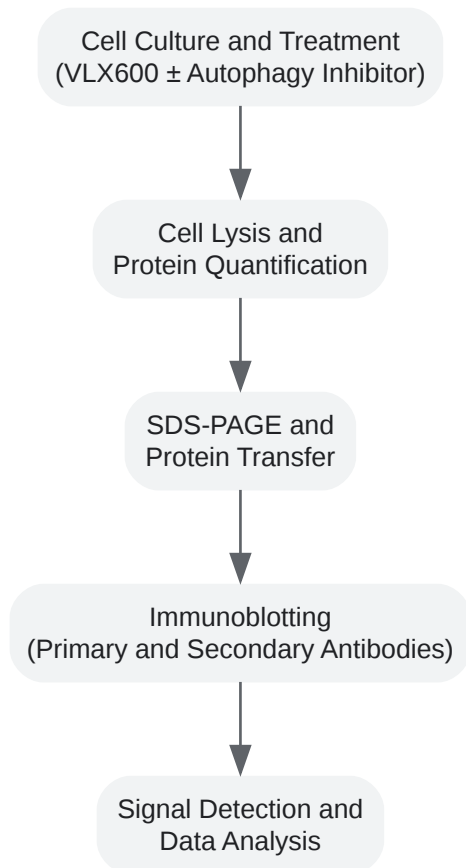 Cell Culture and Treatment
(VLX600 ± Autophagy Inhibitor)
Cell Lysis and
Protein Quantification
SDS-PAGE and
Protein Transfer
Immunoblotting
(Primary and Secondary Antibodies)
Signal Detection and
Data Analysis